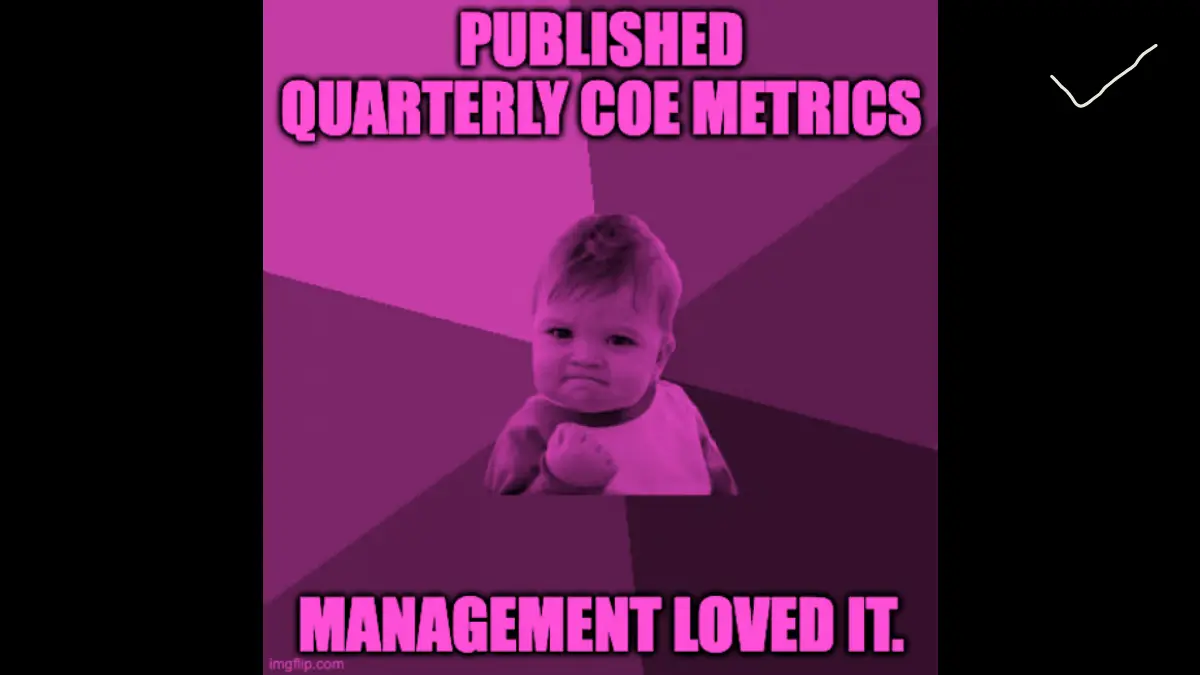 PUBLISHED
QUARTERLY COE METRICS
MANAGEMENT LOVED IT.
imgflip.com